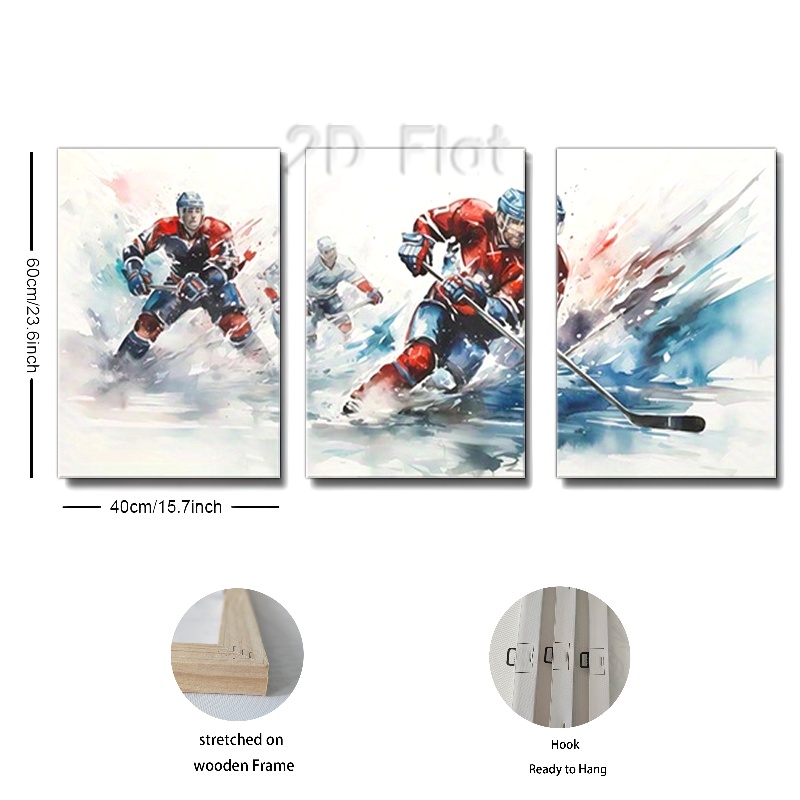 2D Flat
60cm/23.6inch
40cm/15.7inch
stretched on
wooden Frame
Hook
Ready to Hang